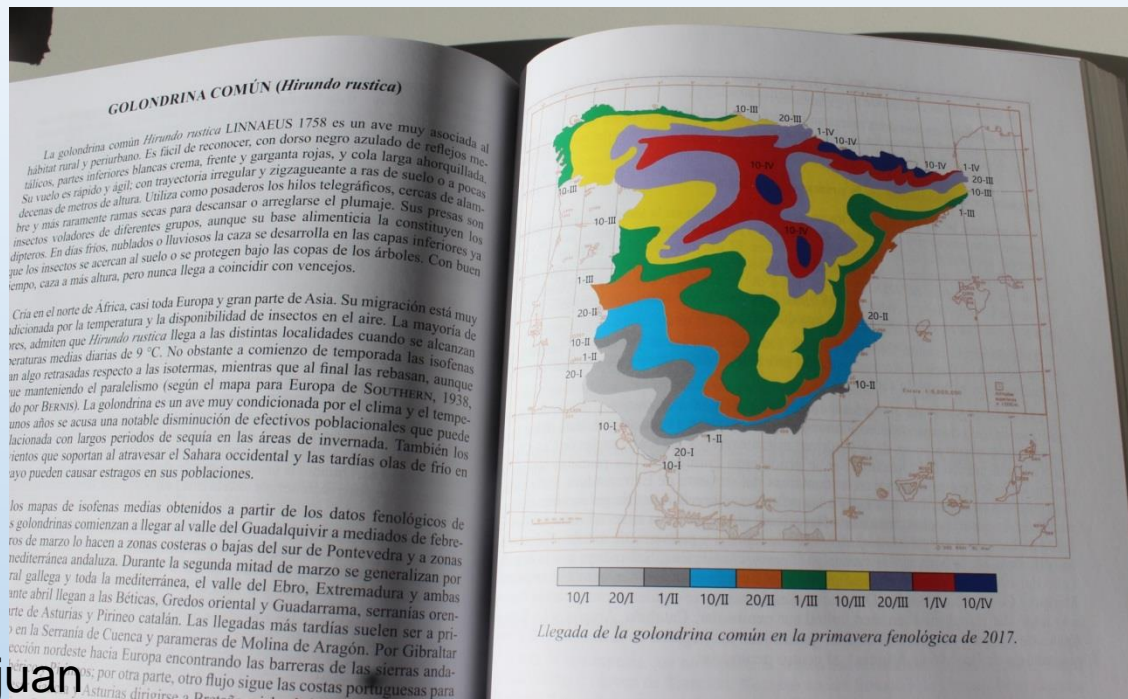 GOLONDRINA COMÚN (Hirundo rustica)
La golondrina común Hirundo rustica LINNAEUS 1758 es un ave muy asociada al
hábitat rural y periurbano. Es fácil de reconocer, con dorso negro azulado de reflejos me-
tálicos, partes inferiores blancas crema, frente y garganta rojas, y cola larga ahorquillada.
Su vuelo es rápido y ágil; con trayectoria irregular y zigzagueante a ras de suelo o a pocas
decenas de metros de altura. Utiliza como posaderos los hilos telegráficos, cercas de alam-
bre y más raramente ramas secas para descansar o arreglarse el plumaje. Sus presas son
insectos voladores de diferentes grupos, aunque su base alimenticia la constituyen los
dípteros. En días fríos, nublados o lluviosos la caza se desarrolla en las capas inferiores ya
que los insectos se acercan al suelo o se protegen bajo las copas de los árboles. Con buen
tiempo, caza a más altura, pero nunca llega a coincidir con vencejos.
Cría en el norte de África, casi toda Europa y gran parte de Asia. Su migración está muy
dicionada por la temperatura y la disponibilidad de insectos en el aire. La mayoría de
ores, admiten que Hirundo rustica llega a las distintas localidades cuando se alcanzan
peraturas medias diarias de 9 °C. No obstante a comienzo de temporada las isofenas
an algo retrasadas respecto a las isotermas, mientras que al final las rebasan, aunque
ue manteniendo el paralelismo (según el mapa para Europa de SOUTHERN, 1938,
do por BERNIS). La golondrina es un ave muy condicionada por el clima y el tempe-
unos años se acusa una notable disminución de efectivos poblacionales que puede
lacionada con largos periodos de sequía en las áreas de invernada. También los
ientos que soportan al atravesar el Sahara occidental y las tardías olas de frío en
ayo pueden causar estragos en sus poblaciones.
los mapas de isofenas medias obtenidos a partir de los datos fenológicos de
s golondrinas comienzan a llegar al valle del Guadalquivir a mediados de febre-
ros de marzo lo hacen a zonas costeras o bajas del sur de Pontevedra y a zonas
mediterránea andaluza. Durante la segunda mitad de marzo se generalizan por
ral gallega y toda la mediterránea, el valle del Ebro, Extremadura y ambas
ante abril llegan a las Béticas, Gredos oriental y Guadarrama, serranías oren-
arte de Asturias y Pirineo catalán. Las llegadas más tardías suelen ser a pri-
o en la Serranía de Cuenca y parameras de Molina de Aragón. Por Gibraltar
ección nordeste hacia Europa encontrando las barreras de las sierras anda-
por otra parte, otro flujo sigue las costas portuguesas para
Asturias dirigirse a
juan
10-III
20-III
1-IV
10-IV
10-IV
1-IV
20-III
10-III
1-III
10-IV
10-IV
10-III
10-III
1-III
20-II
10-II
1-II
20-I
10-I
20-II
10-II
1-II
20-I
10-I
10/I 20/I 1/II 10/II 20/II 1/III 10/III 20/III 1/IV 10/IV
Llegada de la golondrina común en la primavera fenológica de 2017.